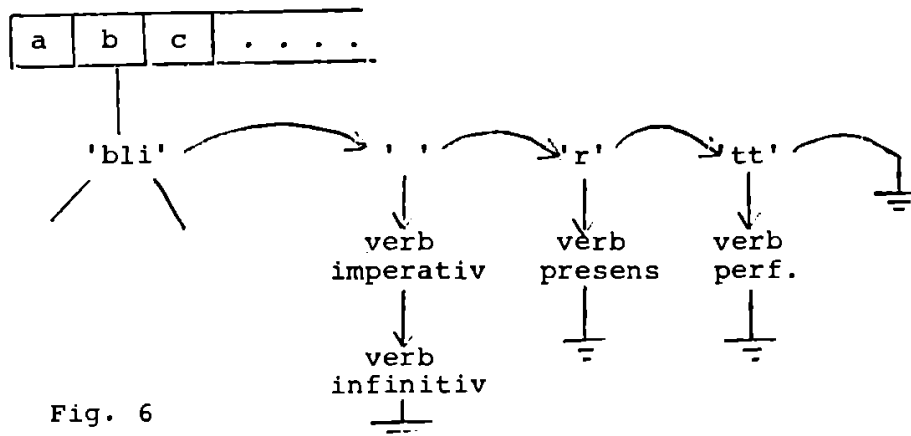 a b c . . . .
'bli' ' ' 'r' 'tt'
verb verb verb
imperativ presens perf.
verb
infinitiv
Fig. 6